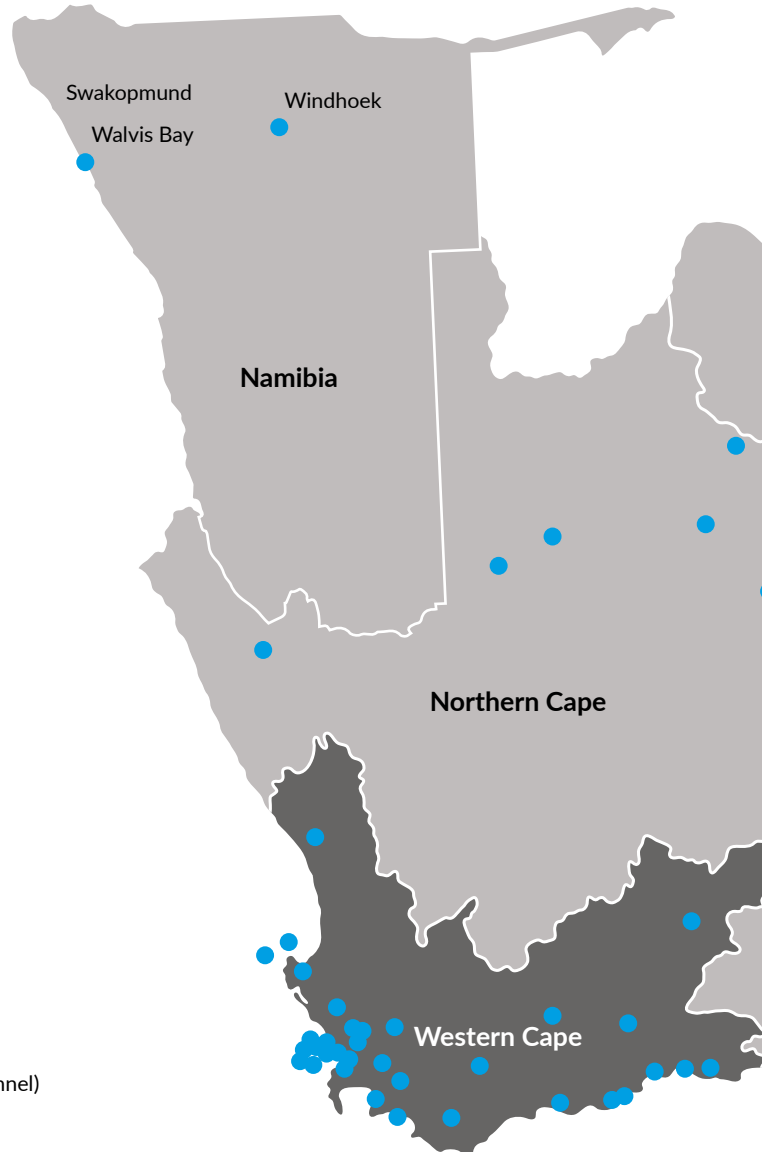 Swakopmund
Windhoek
Walvis Bay
Namibia
Northern Cape
Western Cape
nnel)